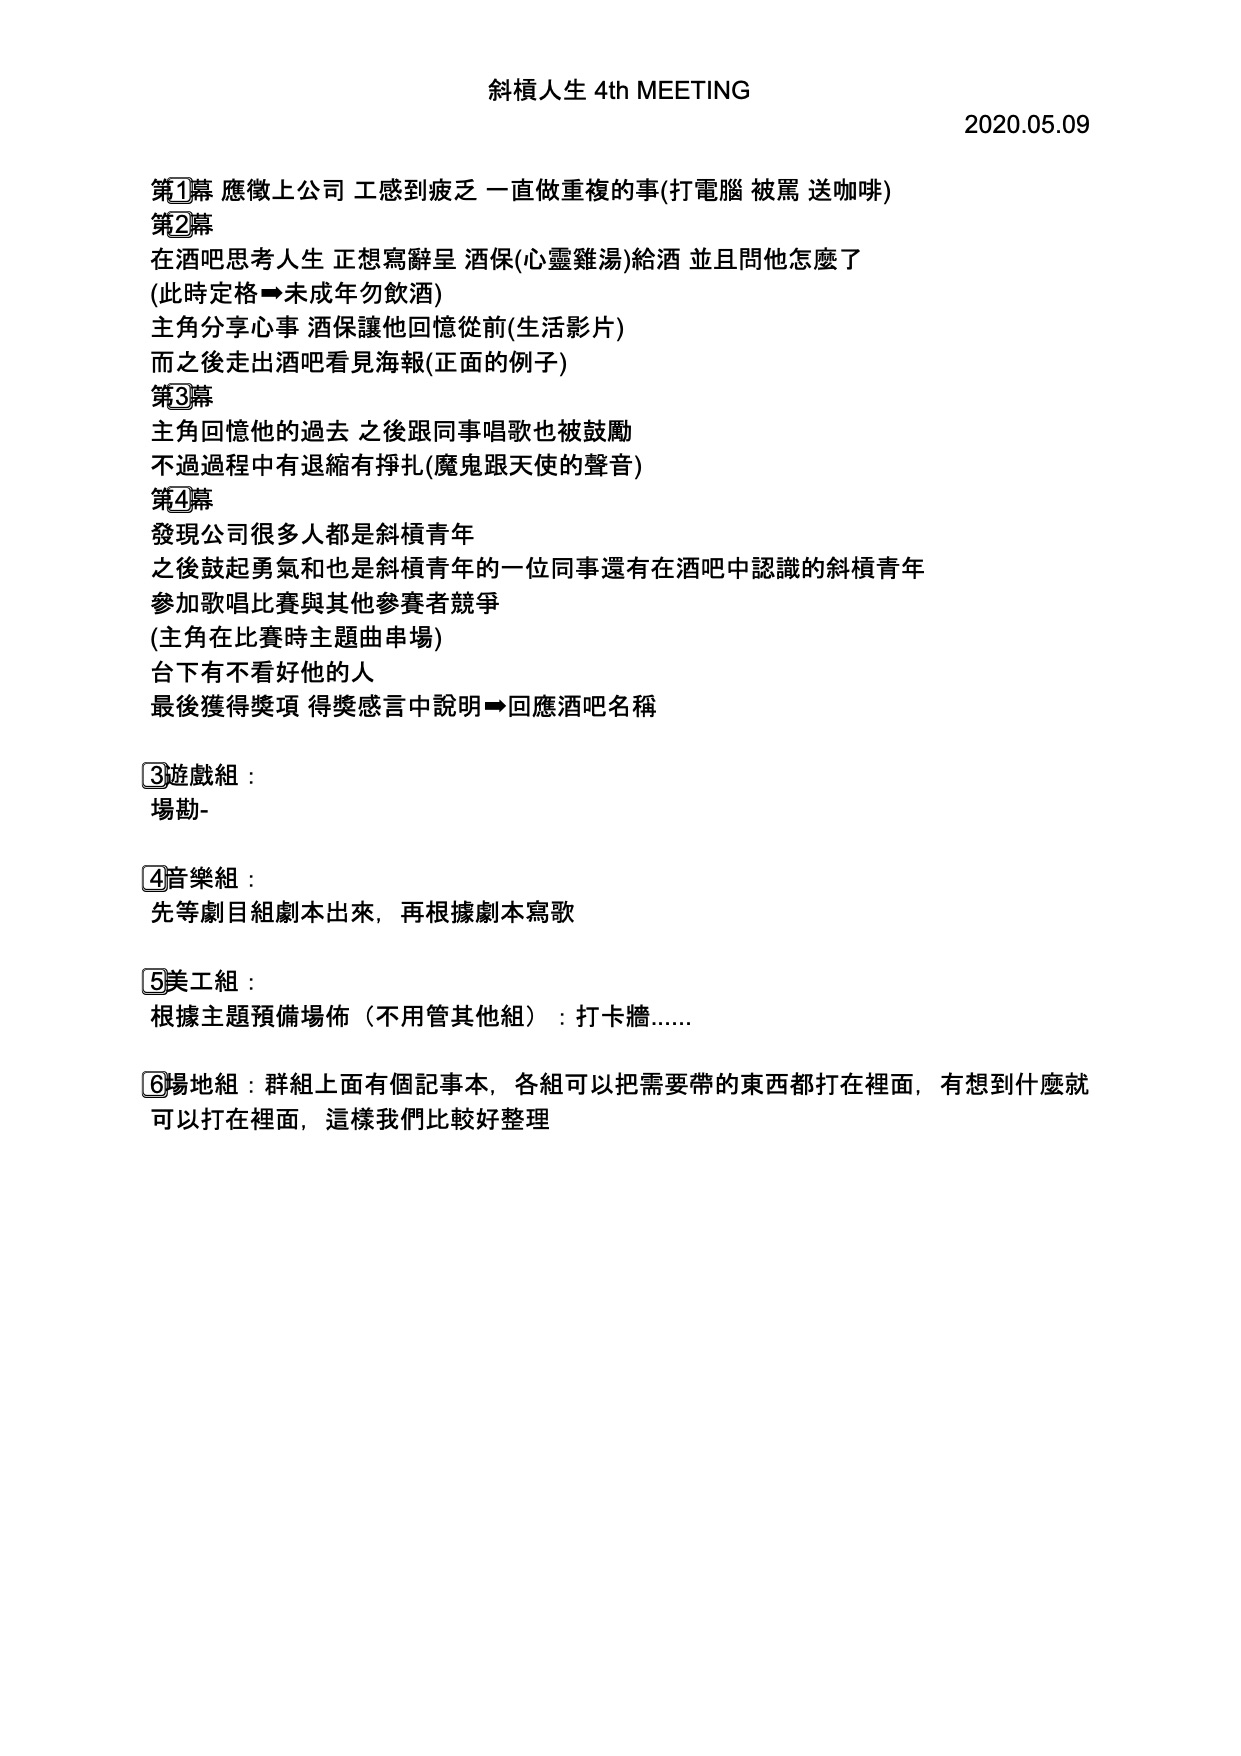 斜槓人生 4th MEETING
2020.05.09
第1️⃣幕 應徵上公司 工感到疲乏 一直做重複的事(打電腦 被罵 送咖啡)
第2️⃣幕
在酒吧思考人生 正想寫辭呈 酒保(心靈雞湯)給酒 並且問他怎麼了
(此時定格➡未成年勿飲酒)
主角分享心事 酒保讓他回憶從前(生活影片)
而之後走出酒吧看見海報(正面的例子)
第3️⃣幕
主角回憶他的過去 之後跟同事唱歌也被鼓勵
不過過程中有退縮有掙扎(魔鬼跟天使的聲音)
第4️⃣幕
發現公司很多人都是斜槓青年
之後鼓起勇氣和也是斜槓青年的一位同事還有在酒吧中認識的斜槓青年
參加歌唱比賽與其他參賽者競爭
(主角在比賽時主題曲串場)
台下有不看好他的人
最後獲得獎項 得獎感言中說明➡回應酒吧名稱
3️⃣遊戲組：
場勘-
4️⃣音樂組：
先等劇目組劇本出來，再根據劇本寫歌
5️⃣美工組：
根據主題預備場佈（不用管其他組）：打卡牆......
6️⃣場地組：群組上面有個記事本，各組可以把需要帶的東西都打在裡面，有想到什麼就
可以打在裡面，這樣我們比較好整理